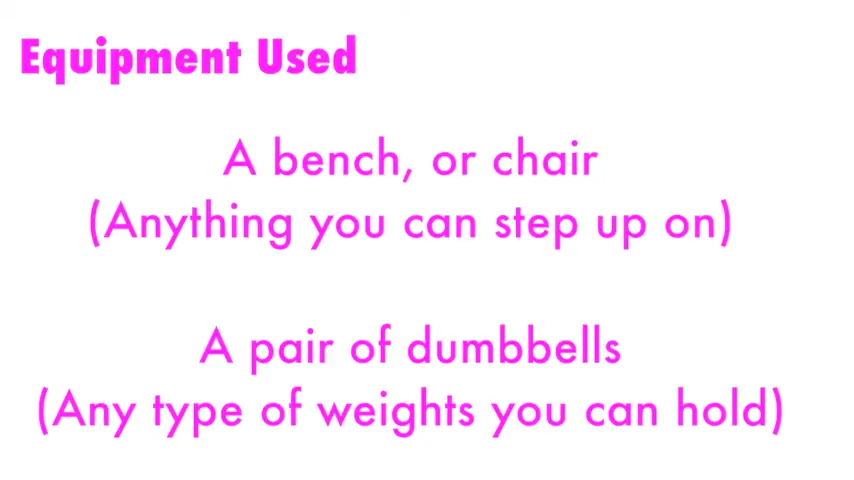 Equipment Used
A bench, or chair
(Anything you can step up on)
A pair of dumbbells
(Any type of weights you can hold)